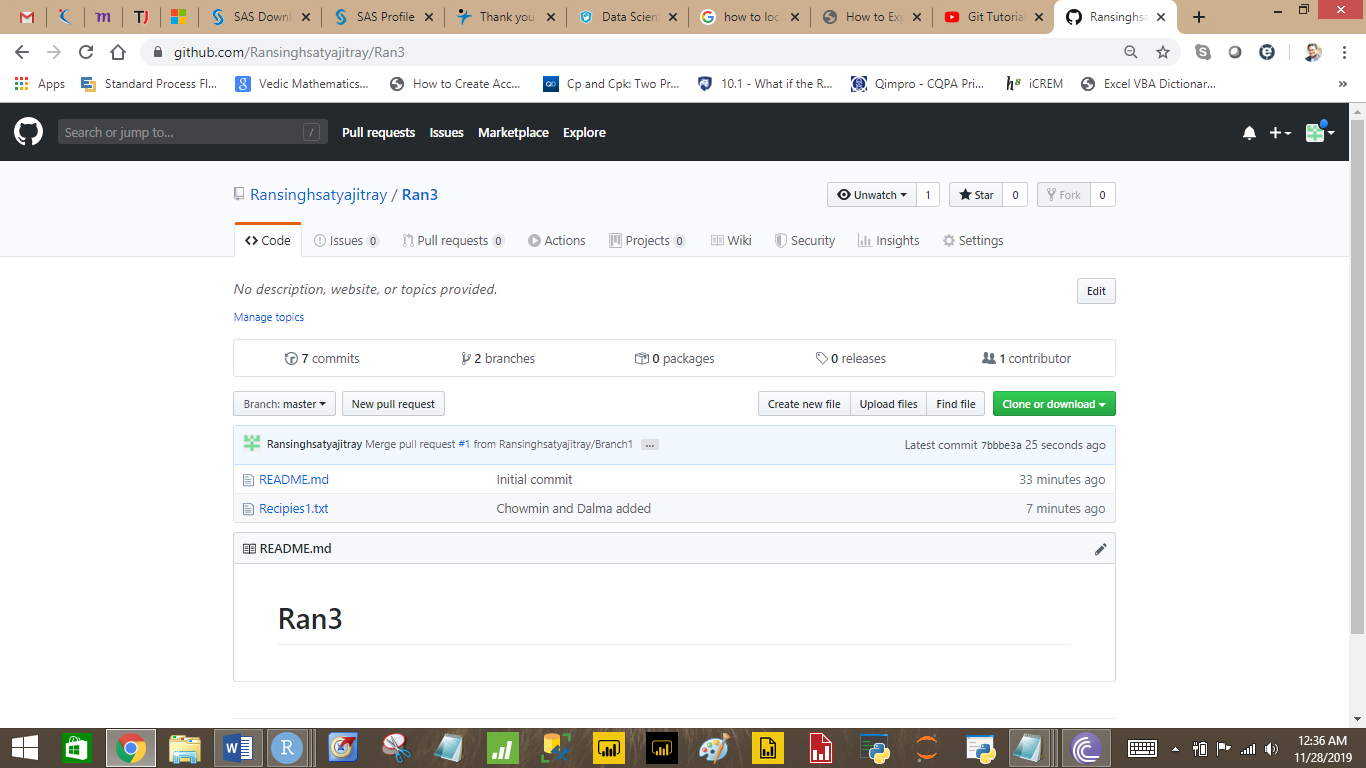 SAS Downl
SAS Profile
Thank you
Data Scien
how to loc
How to Exp
Git Tutoria
Ransinghsa
github.com/Ransinghsatyajitray/Ran3
Apps
Standard Process Fl...
Vedic Mathematics...
How to Create Acc...
Cp and Cpk: Two Pr...
10.1 - What if the R...
Qimpro - CQPA Pri...
iCREM
Excel VBA Dictionar...
»
Search or jump to... /
Pull requests Issues Marketplace Explore
Ransinghsatyajitray / Ran3
Unwatch 1 Star 0 Fork 0
Code Issues 0 Pull requests 0 Actions Projects 0 Wiki Security Insights Settings
No description, website, or topics provided.
Edit
Manage topics
7 commits 2 branches 0 packages 0 releases 1 contributor
Branch: master New pull request Create new file Upload files Find file Clone or download
Ransinghsatyajitray Merge pull request #1 from Ransinghsatyajitray/Branch1 ... Latest commit 7bbbe3a 25 seconds ago
README.md Initial commit 33 minutes ago
Recipies1.txt Chowmin and Dalma added 7 minutes ago
README.md
Ran3
12:36 AM
11/28/2019